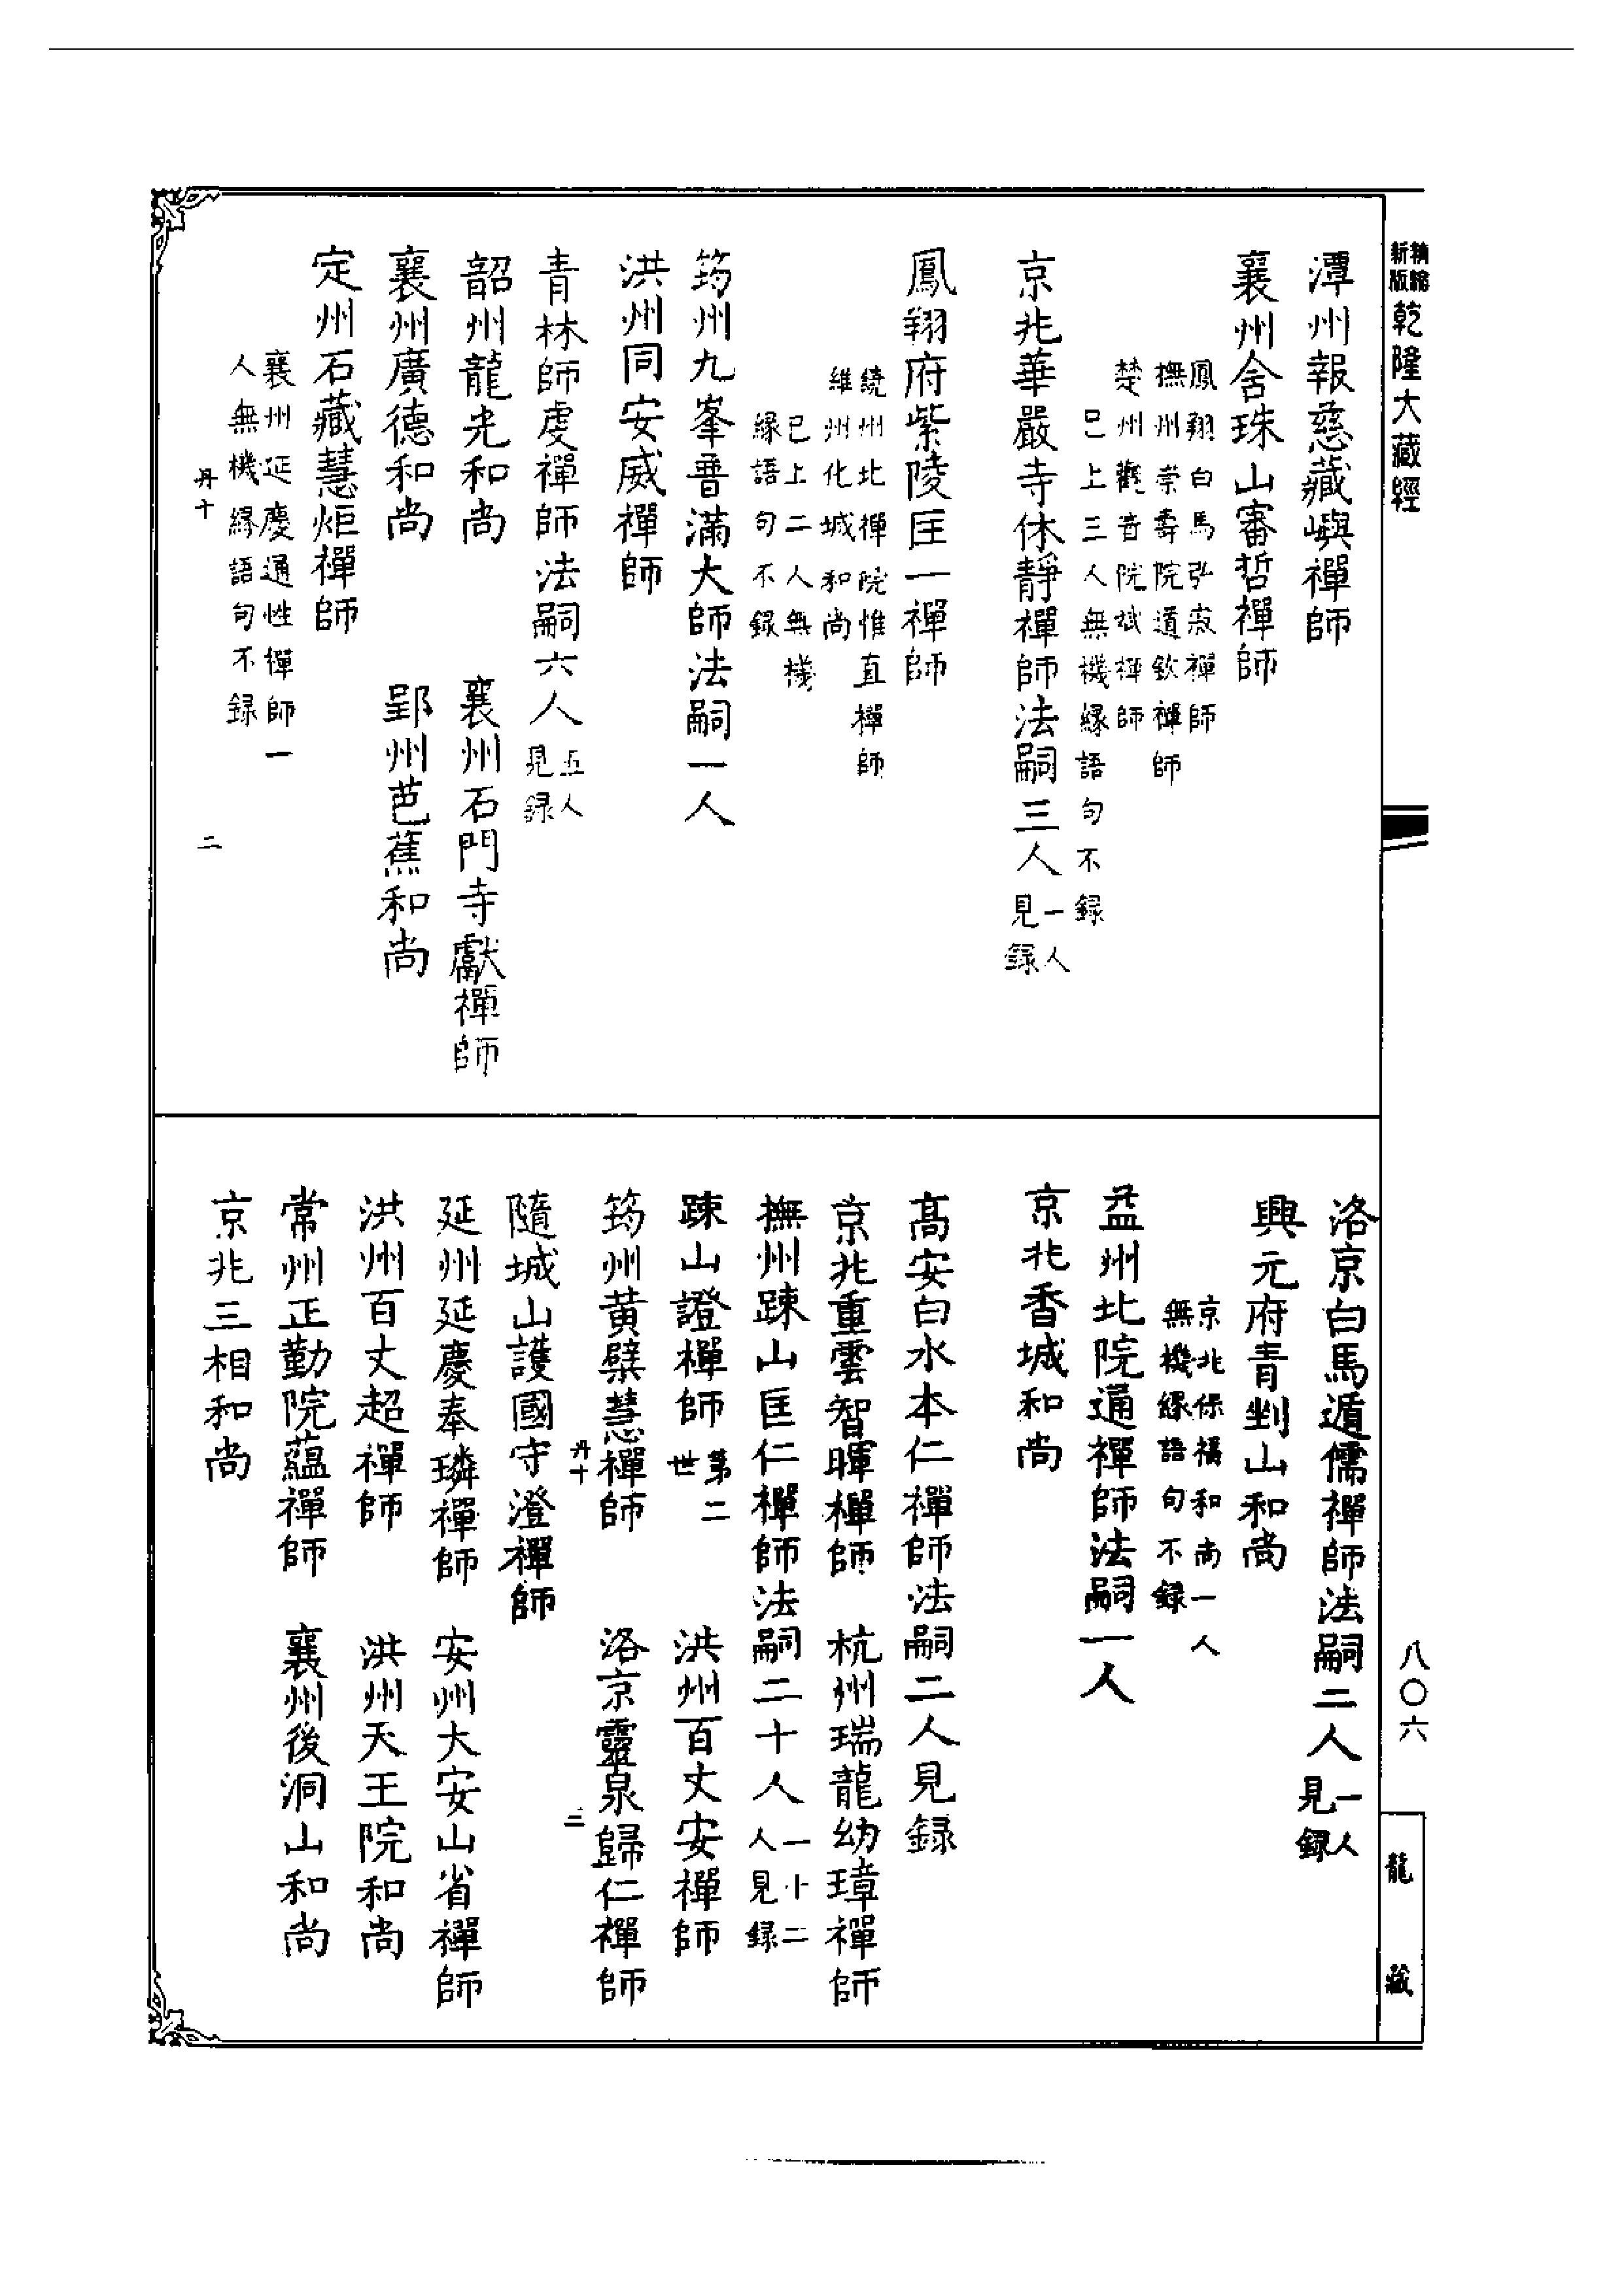 新版精縮
乾隆大藏經
潭州報慈藏嶼禪師
襄州含珠山審哲禪師
鳳翔白馬弘寂禪師
撫州崇壽院道欽禪師
楚州觀音院斌禪師
已上三人無機緣語句不錄
京兆華嚴寺休靜禪師法嗣三人一人見録
鳳翔府紫陵匡一禪師
饒州北禪院惟直禪師
維州化城和尚
已上二人無機
緣語句不錄
筠州九峯普滿大師法嗣一人
洪州同安威禪師
青林師虔禪師法嗣六人五人見録
韶州龍光和尚 襄州石門寺獻禪師
襄州廣德和尚 郢州芭蕉和尚
定州石藏慧炬禪師
襄州延慶通性禪師一
人無機緣語句不録
丹十 二
洛京白馬遁儒禪師法嗣二人一人見録
興元府青剉山和尚
京兆保福和尚一人
無機緣語句不錄
益州北院通禪師法嗣一人
京兆香城和尚
高安白水本仁禪師法嗣二人見録
京兆重雲智暉禪師 杭州瑞龍幼璋禪師
撫州踈山匡仁禪師法嗣二十人一十二人見録
踈山證禪師第二世 洪州百丈安禪師
筠州黃檗慧禪師 洛京靈泉歸仁禪師
丹十 三
隨城山護國守澄禪師
延州延慶奉璘禪師 安州大安山省禪師
洪州百丈超禪師 洪州天王院和尚
常州正勤院蘊禪師 襄州後洞山和尚
京兆三相和尚
八〇六
龍藏